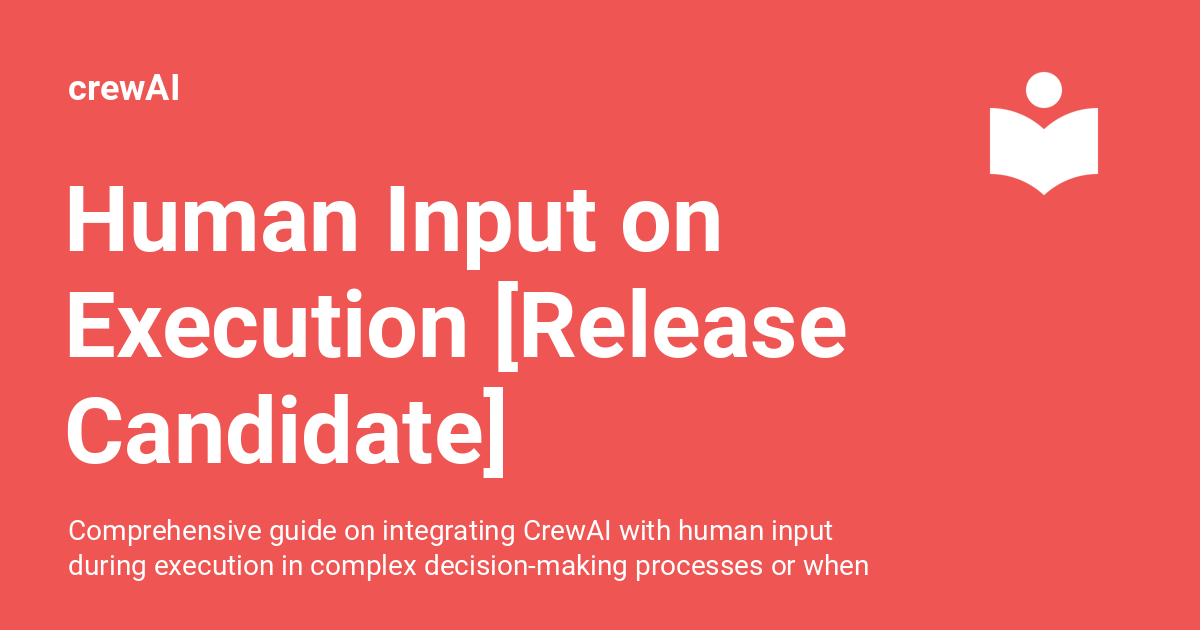 crewAI
Human Input on
Execution [Release
Candidate]
Comprehensive guide on integrating CrewAI with human input
during execution in complex decision-making processes or when